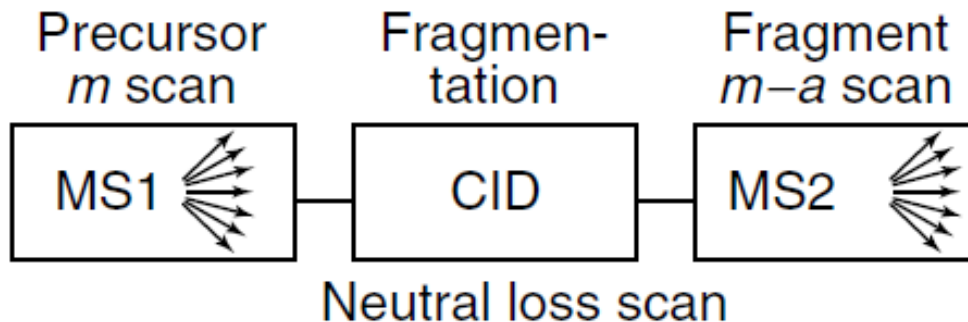 Precursor Fragmen- Fragment
m scan tation m–a scan
MS1 CID MS2
Neutral loss scan